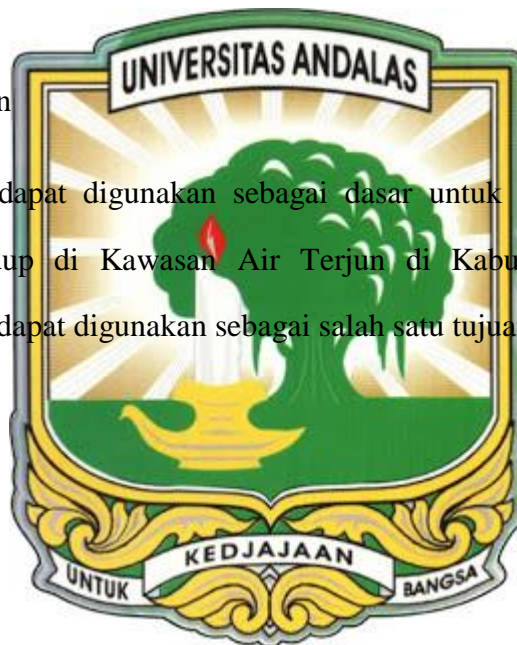 UNIVERSITAS ANDALAS
n
dapat digunakan sebagai dasar untuk
up di Kawasan Air Terjun di Kabu
dapat digunakan sebagai salah satu tujua
KEDJAJAAN
UNTUK BANGSA